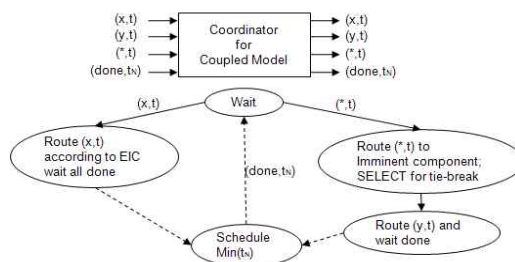 (x,t)
(y,t)
(*,t)
(done,tN)
Coordinator
for
Coupled Model
(x,t)
(y,t)
(*,t)
(done,tN)
(x,t)
Wait
(*,t)
Route (x,t)
according to EIC
wait all done
(done,tN)
Route (*,t) to
Imminent component;
SELECT for tie-break
Schedule
Min(tN)
Route (y,t) and
wait done